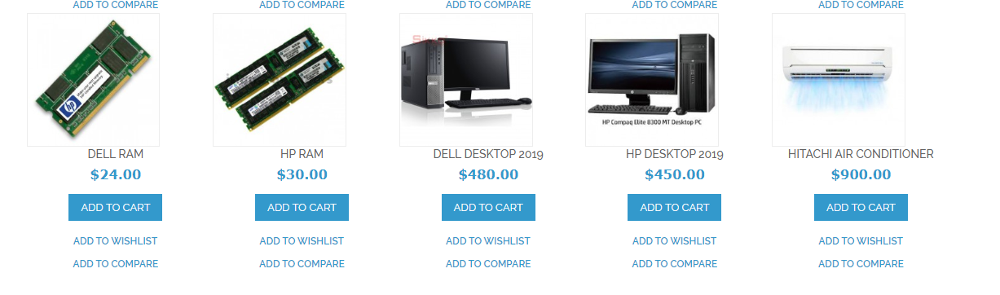 ADD TO COMPARE
ADD TO COMPARE
ADD TO COMPARE
ADD TO COMPARE
ADD TO COMPARE
hp
HP Compaq Elite 8300 MT Desktop PC
DELL RAM
HP RAM
DELL DESKTOP 2019
HP DESKTOP 2019
HITACHI AIR CONDITIONER
$24.00
$30.00
$480.00
$450.00
$900.00
ADD TO CART
ADD TO CART
ADD TO CART
ADD TO CART
ADD TO CART
ADD TO WISHLIST
ADD TO WISHLIST
ADD TO WISHLIST
ADD TO WISHLIST
ADD TO WISHLIST
ADD TO COMPARE
ADD TO COMPARE
ADD TO COMPARE
ADD TO COMPARE
ADD TO COMPARE